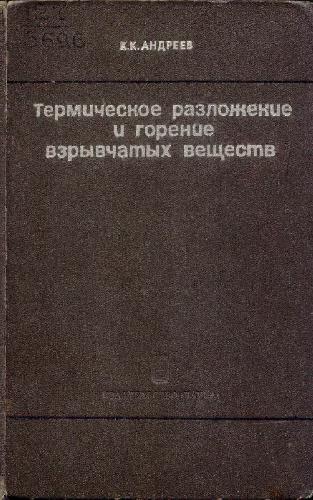 К.К.АНДРЕЕВ
Термическое разложение
и горение
взрывчатых веществ